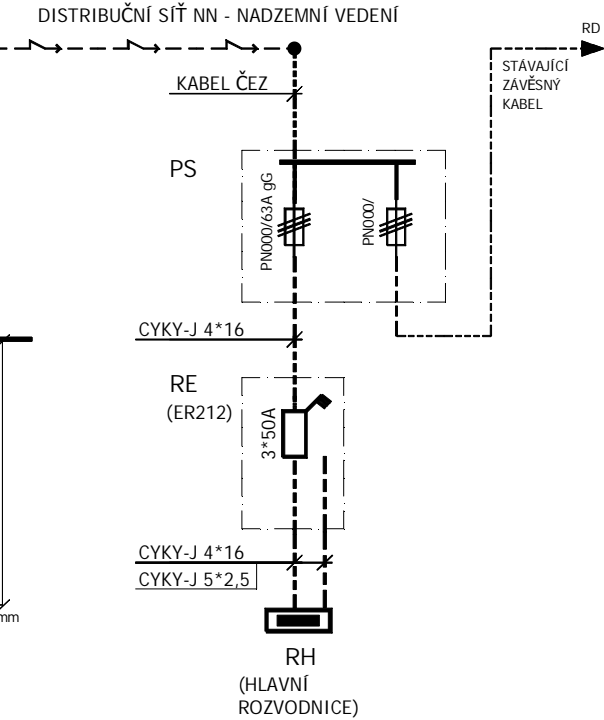 DISTRIBUČNÍ SÍŤ NN - NADZEMNÍ VEDENÍ
RD
STÁVAJÍCÍ
ZÁVĚSNÝ
KABEL
KABEL ČEZ
PS
PN000/63A gG
PN000/
CYKY-J 4*16
RE
(ER212)
3*50A
CYKY-J 4*16
CYKY-J 5*2,5
mm
RH
(HLAVNÍ
ROZVODNICE)